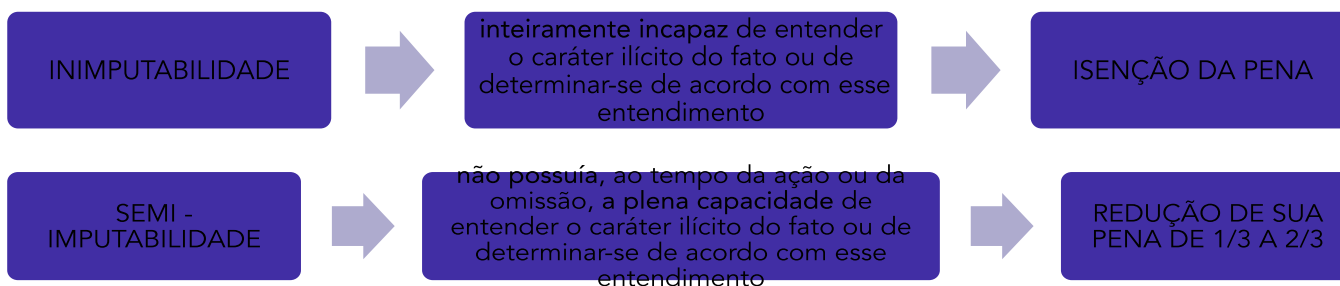 INIMPUTABILIDADE
inteiramente incapaz de entender
o caráter ilícito do fato ou de
determinar-se de acordo com esse
entendimento
ISENÇÃO DA PENA
SEMI -
IMPUTABILIDADE
não possuía, ao tempo da ação ou da
omissão, a plena capacidade de
entender o caráter ilícito do fato ou de
determinar-se de acordo com esse
entendimento
REDUÇÃO DE SUA
PENA DE 1/3 A 2/3